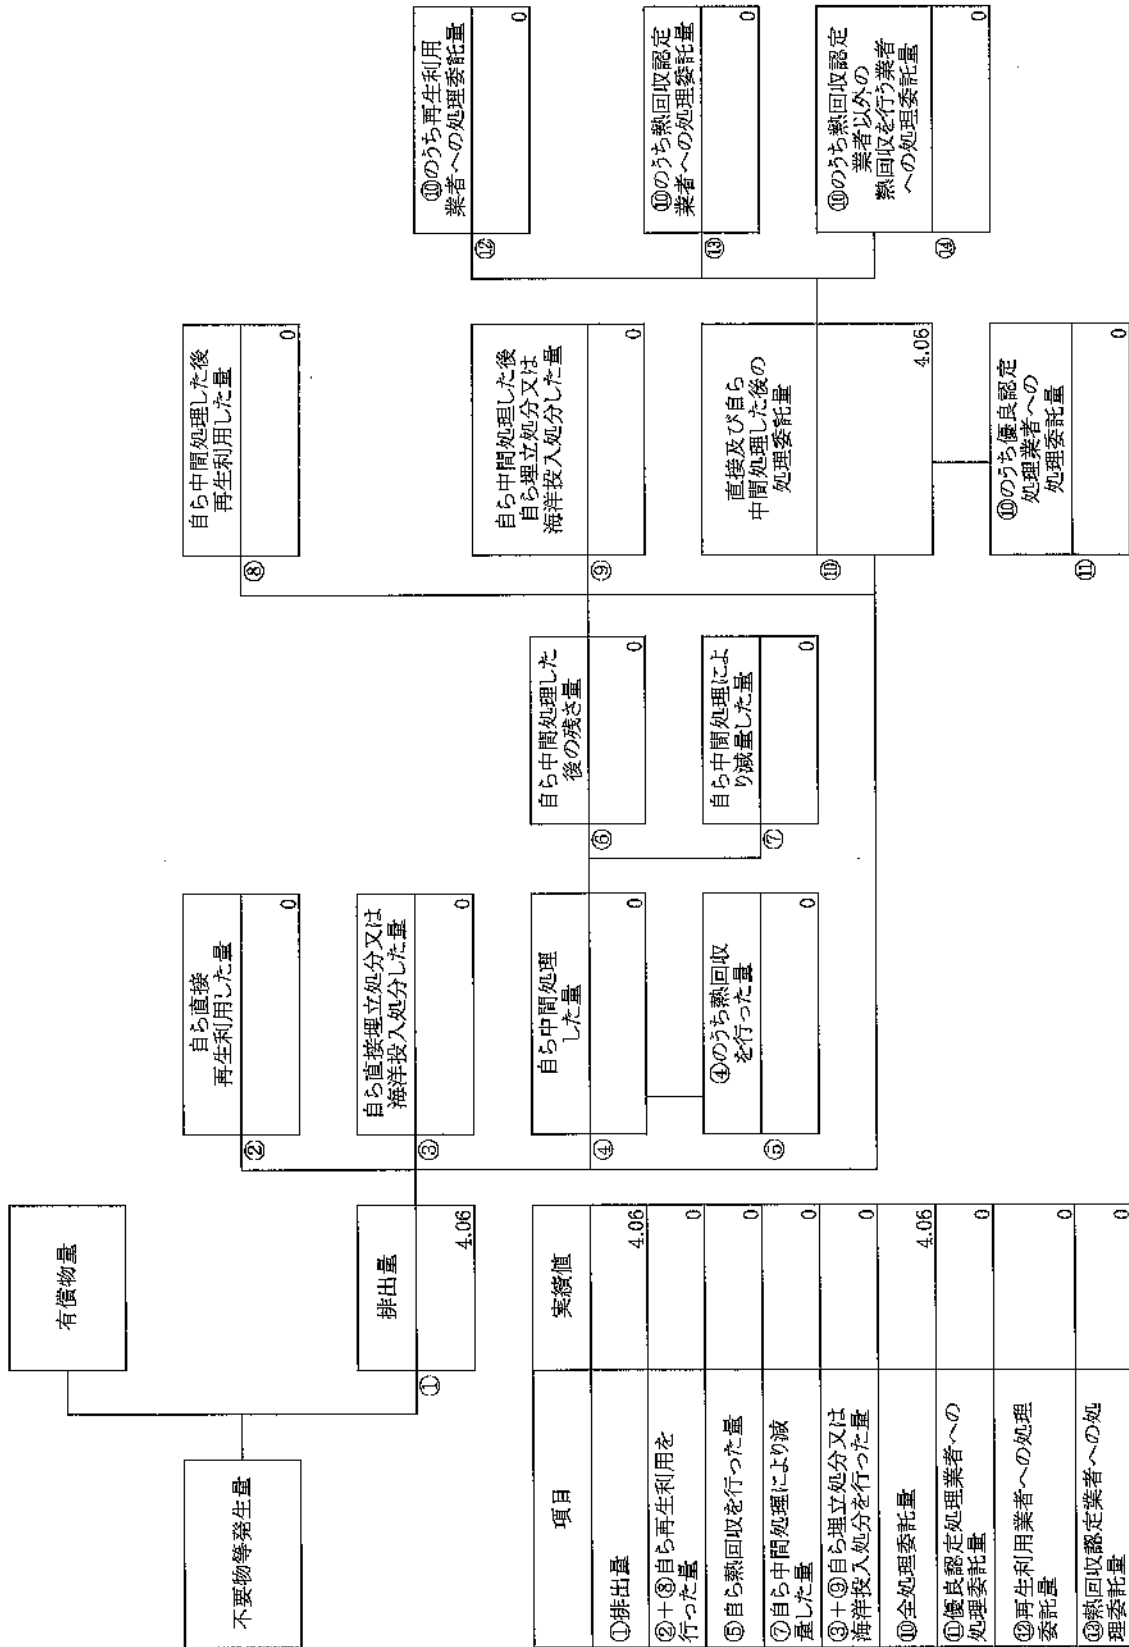 不要物等発生量
有償物量
①
排出量
4.06
②
自ら直接
再生利用した量
0
③
自ら直接埋立処分又は
海洋投入処分した量
0
④
自ら中間処理
した量
0
⑤
④のうち熱回収
を行った量
0
⑥
自ら中間処理した
後の残さ量
0
⑦
自ら中間処理によ
り減量した量
0
⑧
自ら中間処理した後
再生利用した量
0
⑨
自ら中間処理した後
自ら埋立処分又は
海洋投入処分した量
0
⑩
直接及び自ら
中間処理した後の
処理委託量
4.06
⑪
⑩のうち優良認定
処理業者への
処理委託量
0
⑫
⑩のうち再生利用
業者への処理委託量
0
⑬
⑩のうち熱回収認定
業者への処理委託量
0
⑭
⑩のうち熱回収認定
業者以外の
熱回収を行う業者
への処理委託量
0
項目 実績値
①排出量 4.06
②+⑧自ら再生利用を
行った量 0
⑤自ら熱回収を行った量 0
⑦自ら中間処理により減
量した量 0
③+⑨自ら埋立処分又は
海洋投入処分を行った量 0
⑩全処理委託量 4.06
⑪優良認定処理業者への
処理委託量 0
⑫再生利用業者への処理
委託量 0
⑬熱回収認定業者への処
理委託量 0